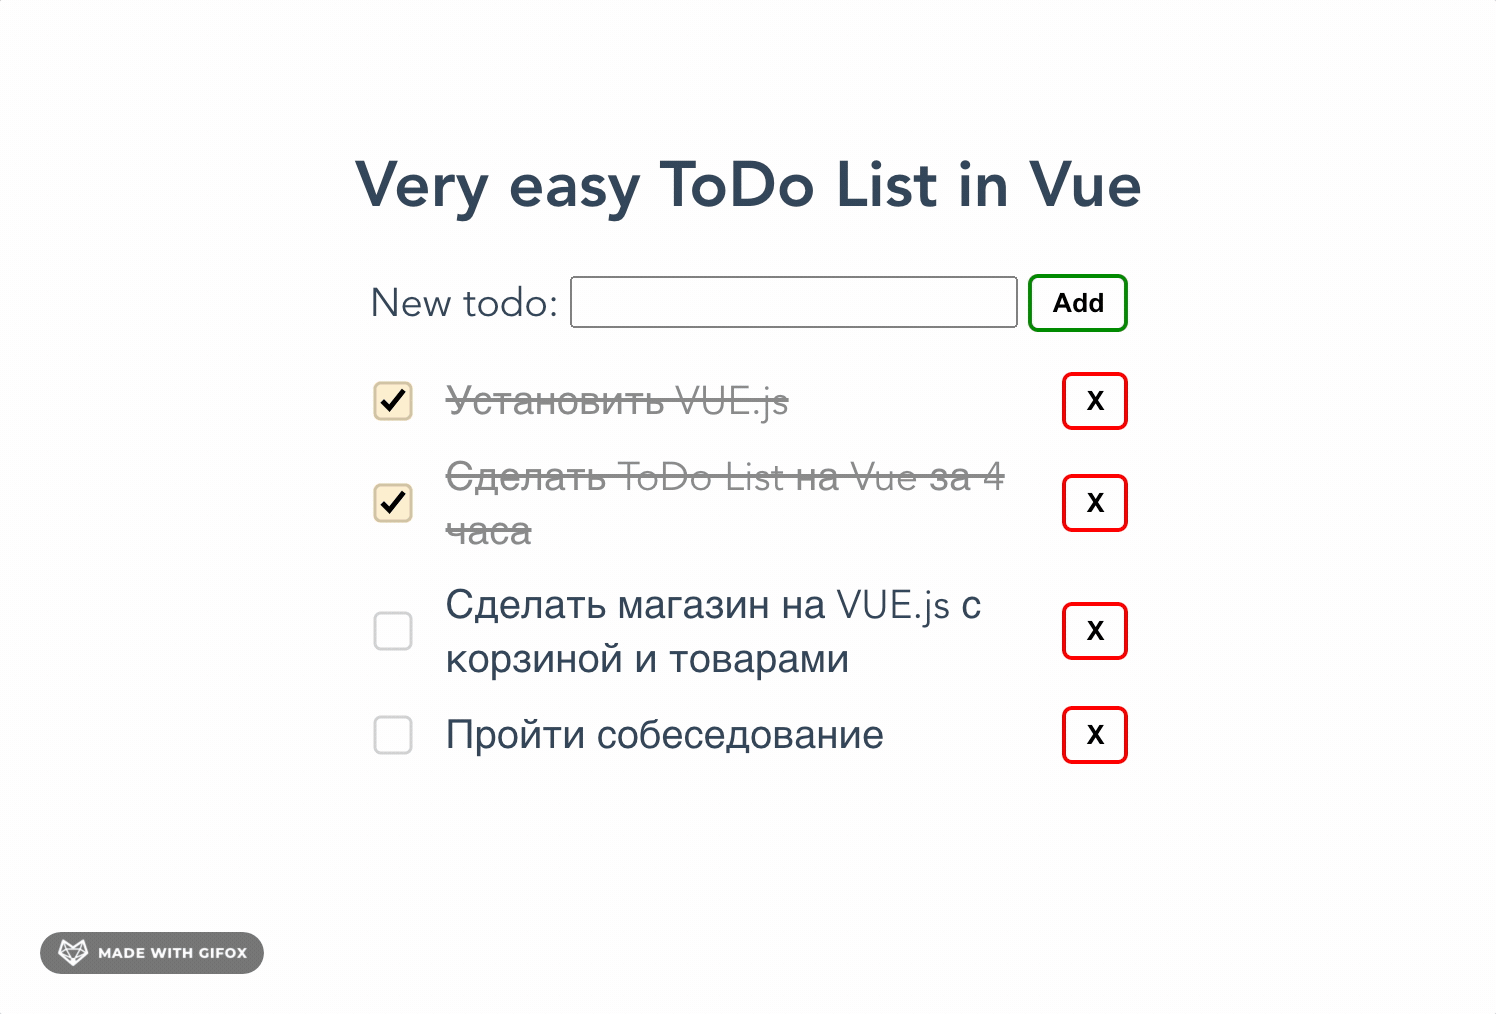 Very easy ToDo List in Vue
New todo:
Add
Установить VUE.js
X
Сделать ToDo List на Vue за 4
часа
X
Сделать магазин на VUE.js с
корзиной и товарами
X
Пройти собеседование
X
MADE WITH GIFOX